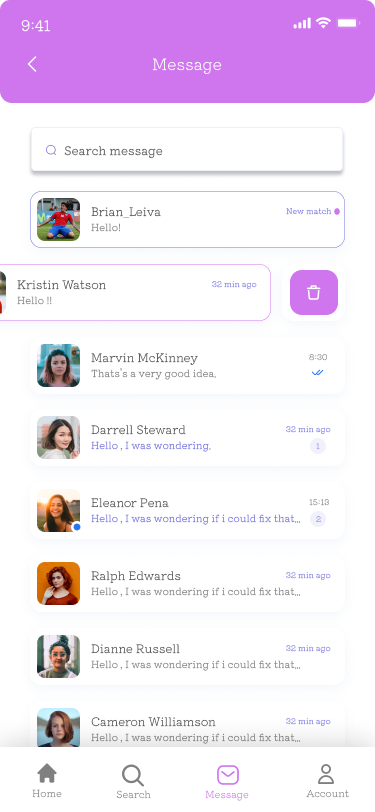 9:41
Message
Search message
Brian_Leiva
New match
Hello!
Kristin Watson
32 min ago
Hello !!
Marvin McKinney
8:30
Thats's a very good idea.
Darrell Steward
32 min ago
Hello , I was wondering.
1
Eleanor Pena
15:13
Hello , I was wondering if i could fix that...
2
Ralph Edwards
32 min ago
Hello , I was wondering if i could fix that...
Dianne Russell
32 min ago
Hello , I was wondering if i could fix that...
Cameron Williamson
32 min ago
Hello , I was wondering if i could fix that...
Home
Search
Message
Account